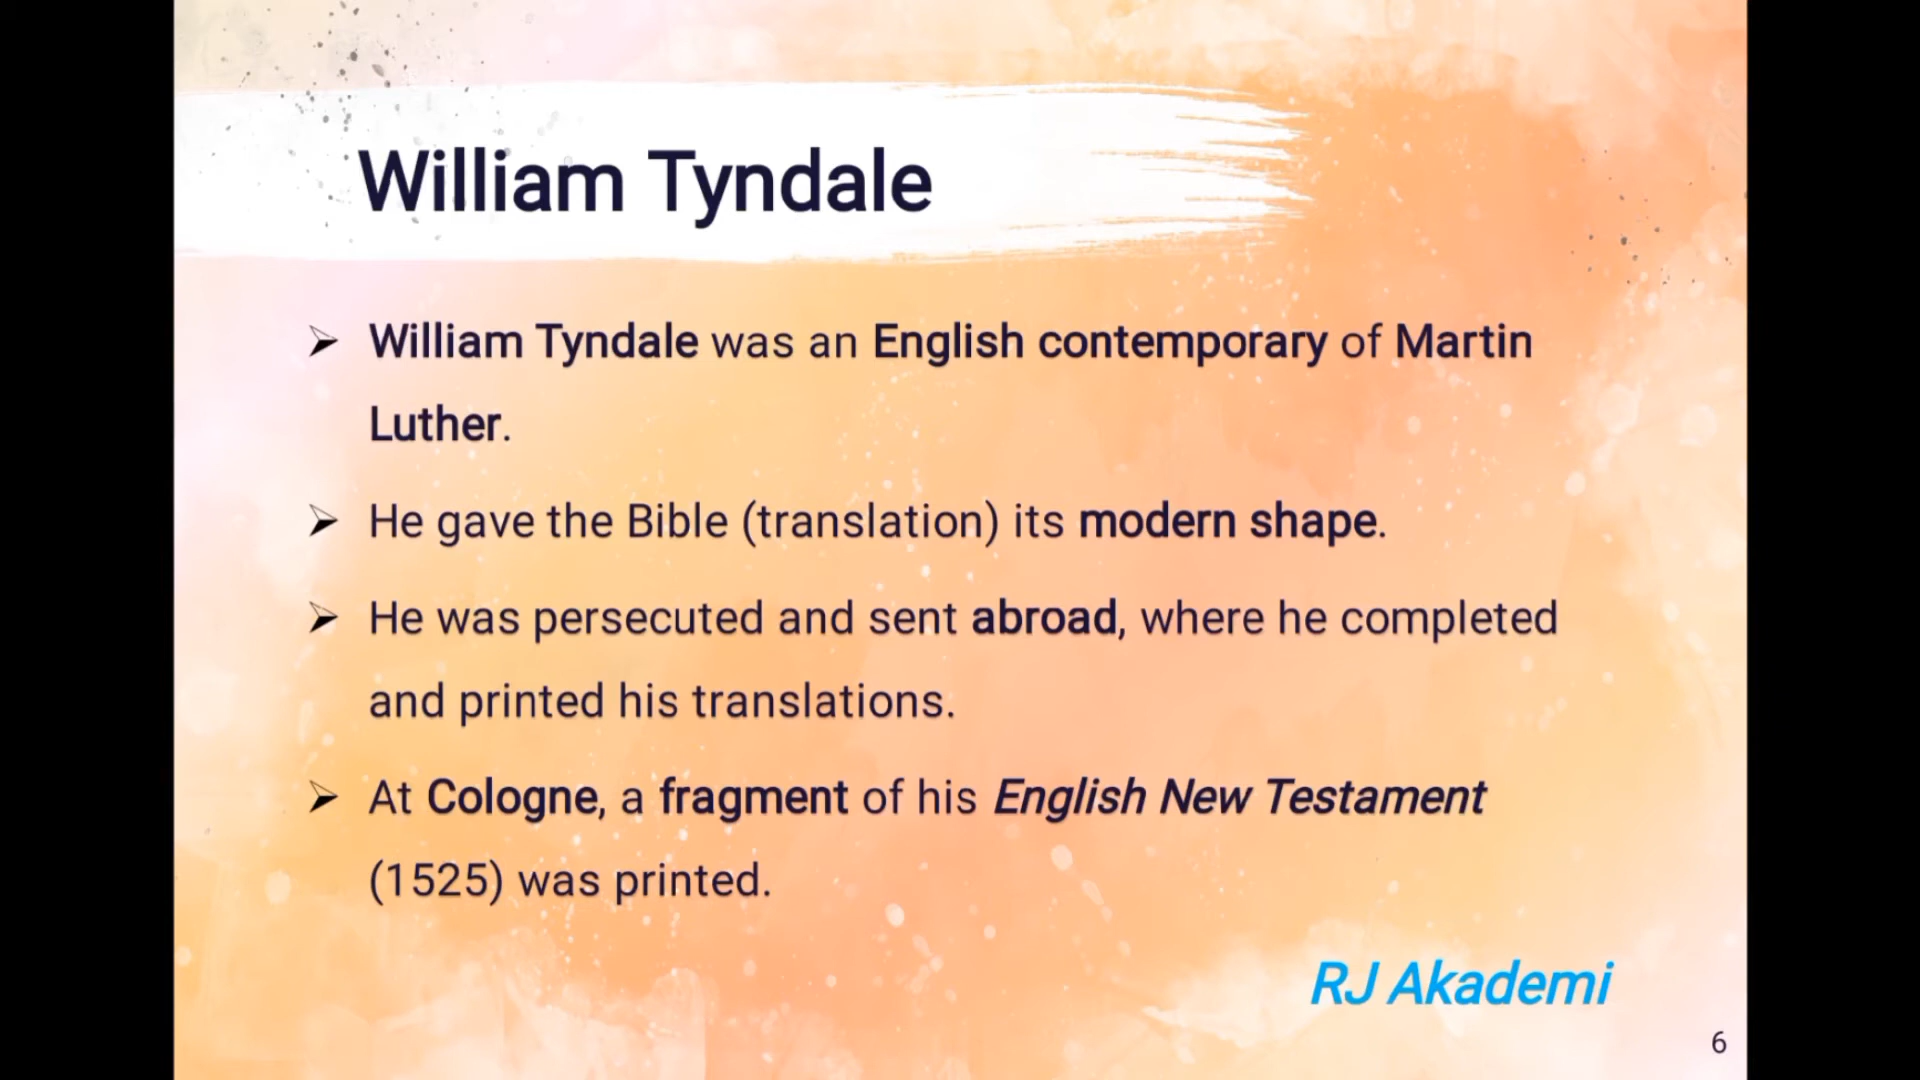 William Tyndale
➢ William Tyndale was an English contemporary of Martin
Luther.
➢ He gave the Bible (translation) its modern shape.
➢ He was persecuted and sent abroad, where he completed
and printed his translations.
➢ At Cologne, a fragment of his English New Testament
(1525) was printed.
RJ Akademi
6